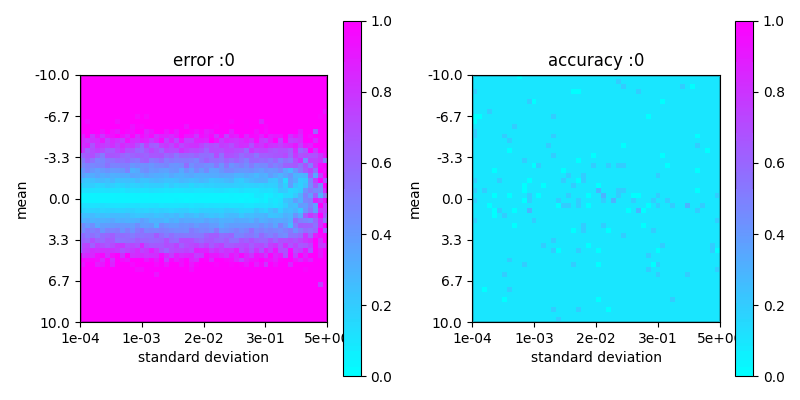 error :0
mean
-10.0
-6.7
-3.3
0.0
3.3
6.7
10.0
1e-04
1e-03
2e-02
3e-01
5e+00
standard deviation
1.0
0.8
0.6
0.4
0.2
0.0
accuracy :0
mean
-10.0
-6.7
-3.3
0.0
3.3
6.7
10.0
1e-04
1e-03
2e-02
3e-01
5e+00
standard deviation
1.0
0.8
0.6
0.4
0.2
0.0